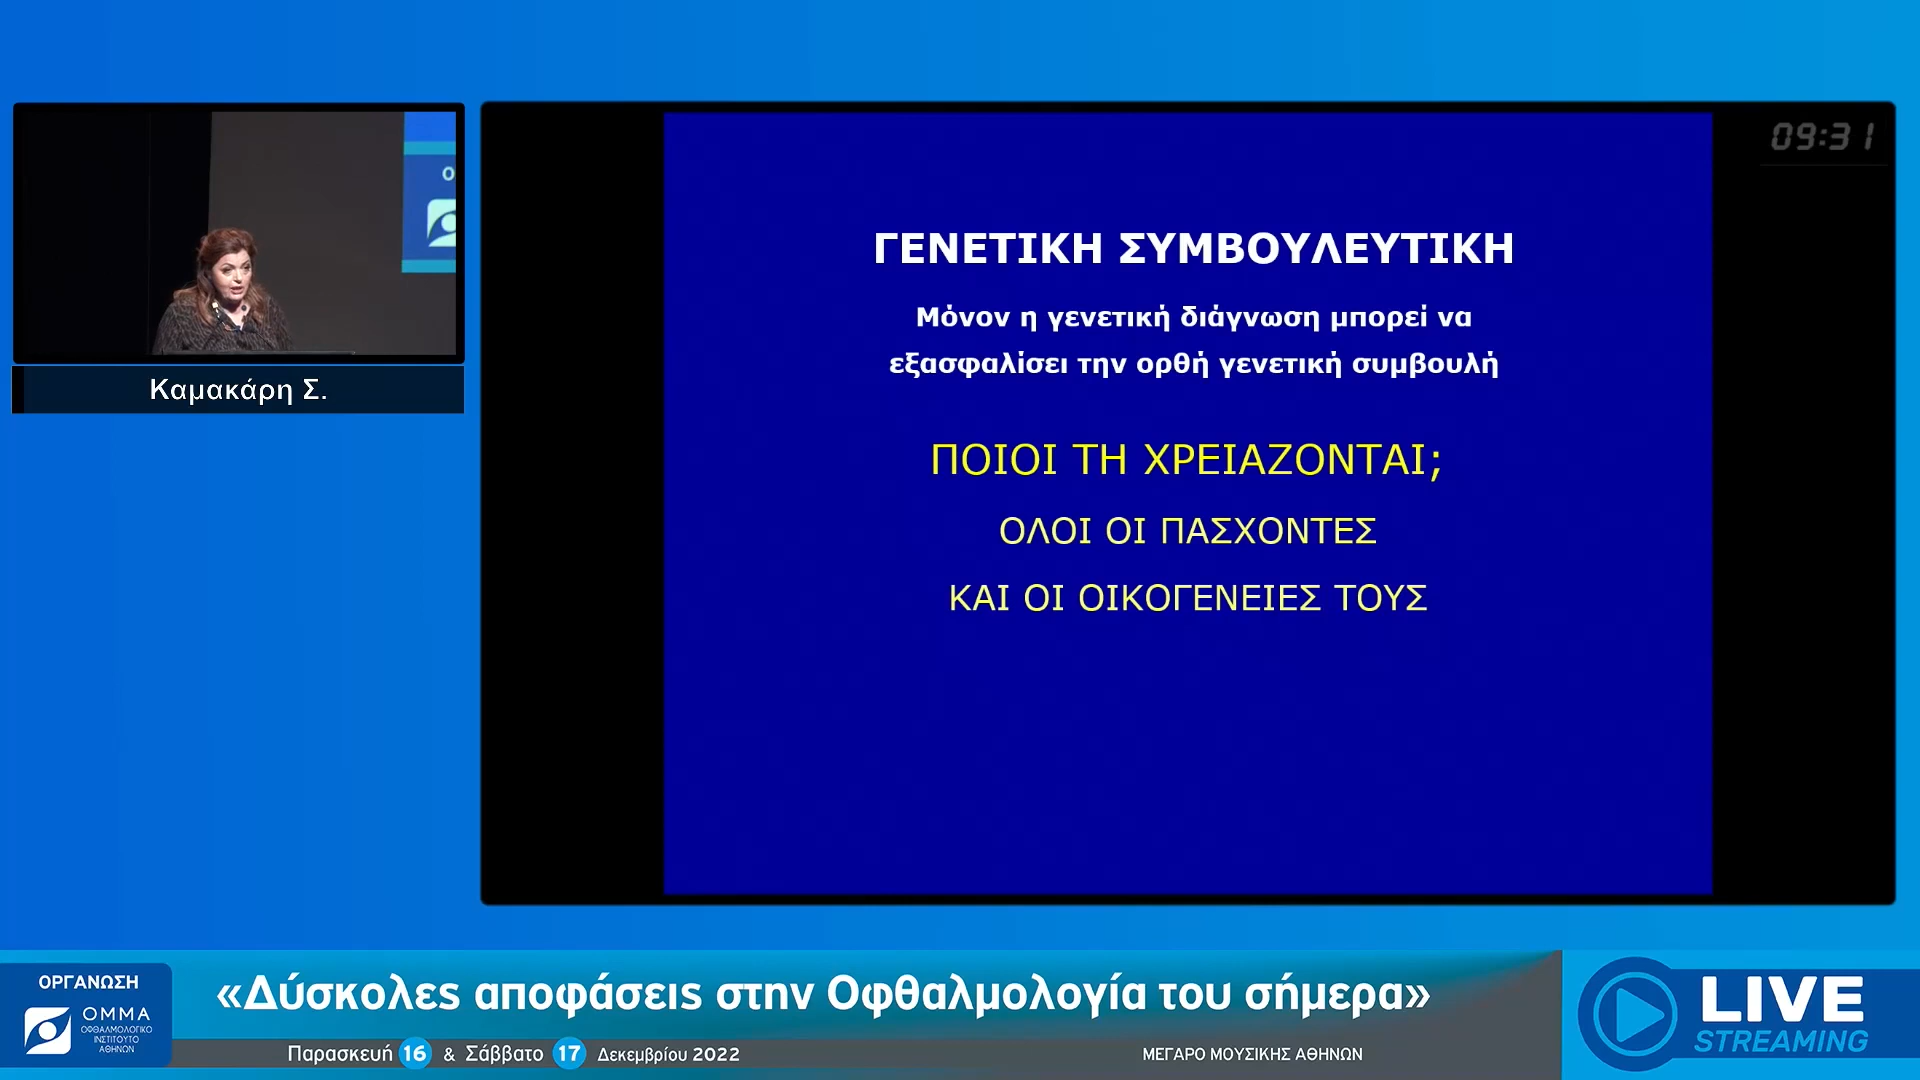 Ο
Καμακάρη Σ.
09:31
ΓΕΝΕΤΙΚΗ ΣΥΜΒΟΥΛΕΥΤΙΚΗ
Μόνον η γενετική διάγνωση μπορεί να
εξασφαλίσει την ορθή γενετική συμβουλή
ΠΟΙΟΙ ΤΗ ΧΡΕΙΑΖΟΝΤΑΙ;
ΟΛΟΙ ΟΙ ΠΑΣΧΟΝΤΕΣ
ΚΑΙ ΟΙ ΟΙΚΟΓΕΝΕΙΕΣ ΤΟΥΣ
ΟΡΓΑΝΩΣΗ
ΟΜΜΑ
ΟΦΘΑΛΜΟΛΟΓΙΚΟ
ΙΝΣΤΙΤΟΥΤΟ
ΑΘΗΝΩΝ
«Δύσκολες αποφάσεις στην Οφθαλμολογία του σήμερα»
Παρασκευή 16 & Σάββατο 17 Δεκεμβρίου 2022
ΜΕΓΑΡΟ ΜΟΥΣΙΚΗΣ ΑΘΗΝΩΝ
LIVE
STREAMING